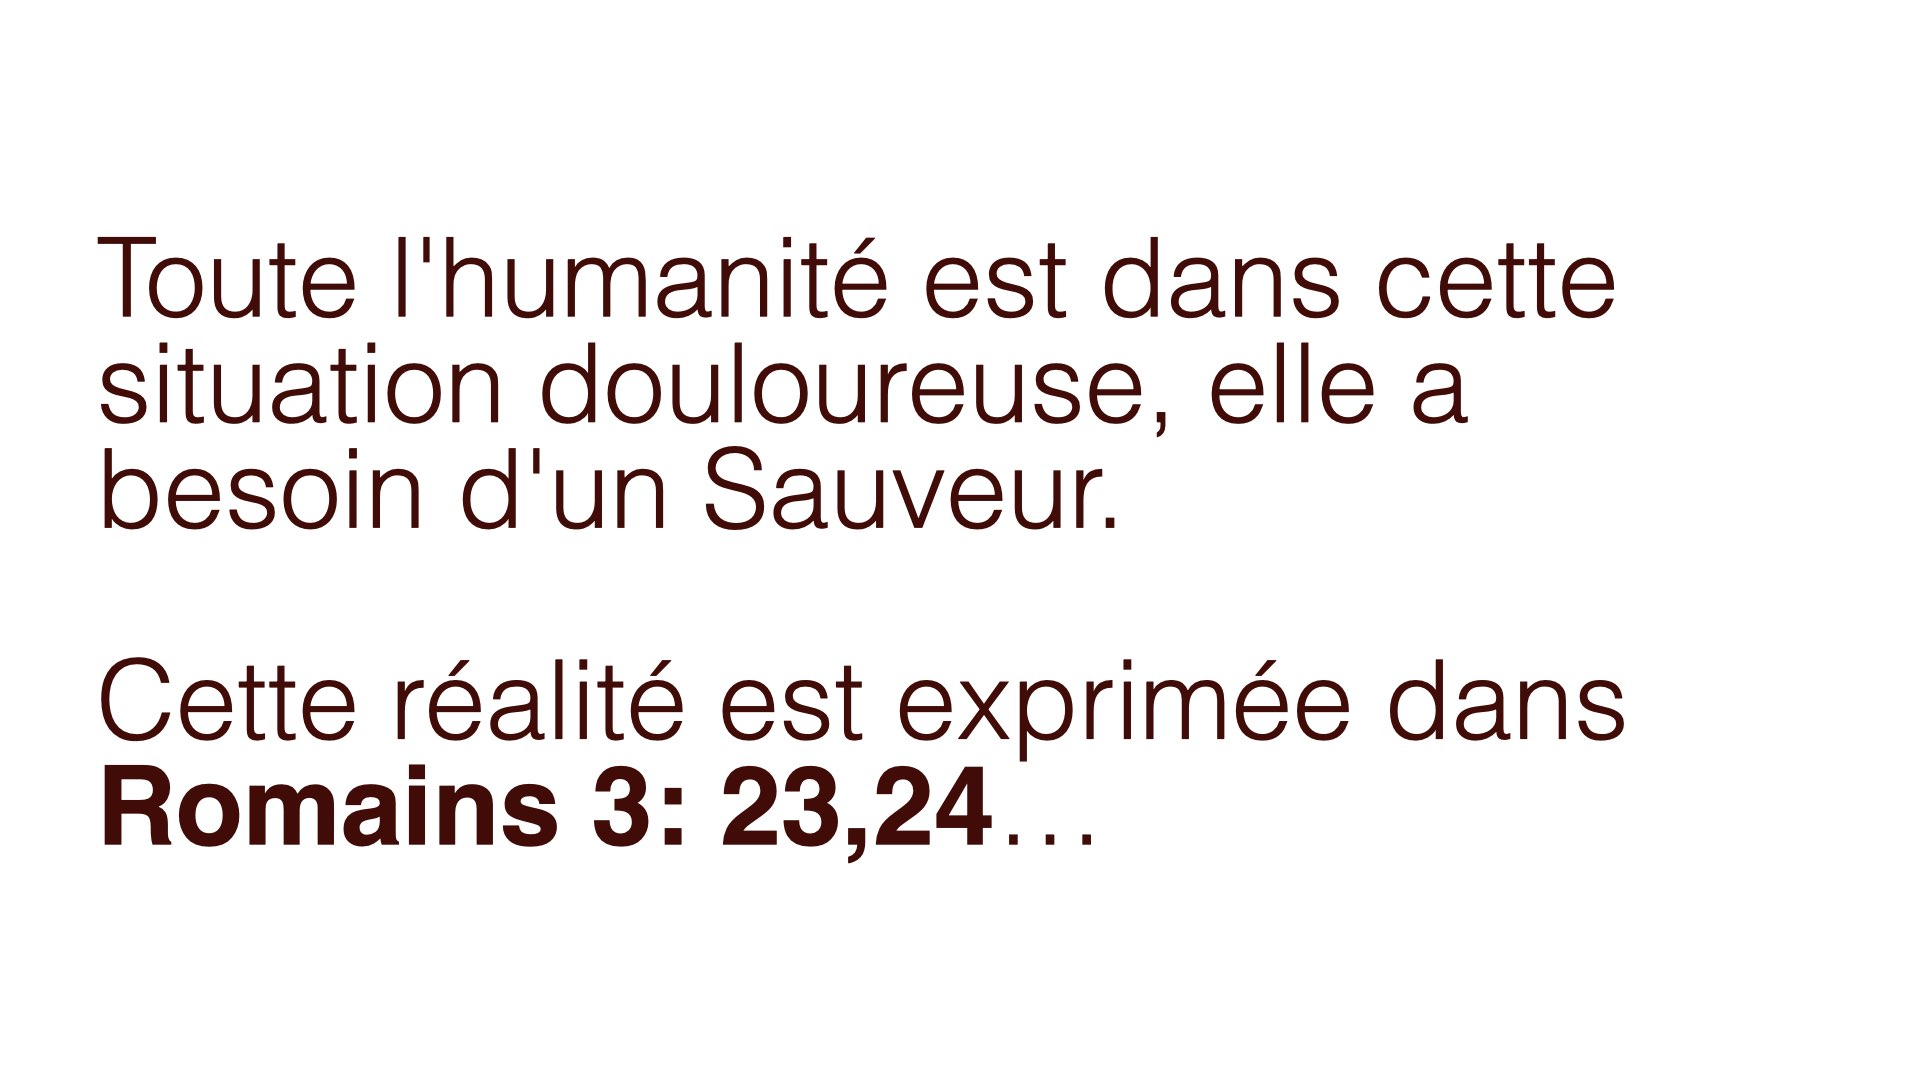 Toute l'humanité est dans cette
situation douloureuse, elle a
besoin d'un Sauveur.
Cette réalité est exprimée dans
Romains 3: 23,24…